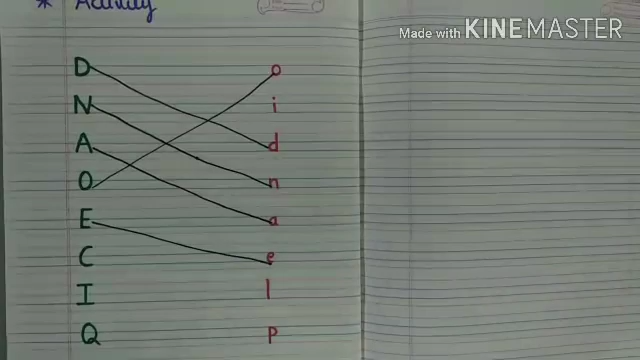 * Activity
Made with KINEMASTER
D o
N i
A d
O n
E a
C e
I l
Q p